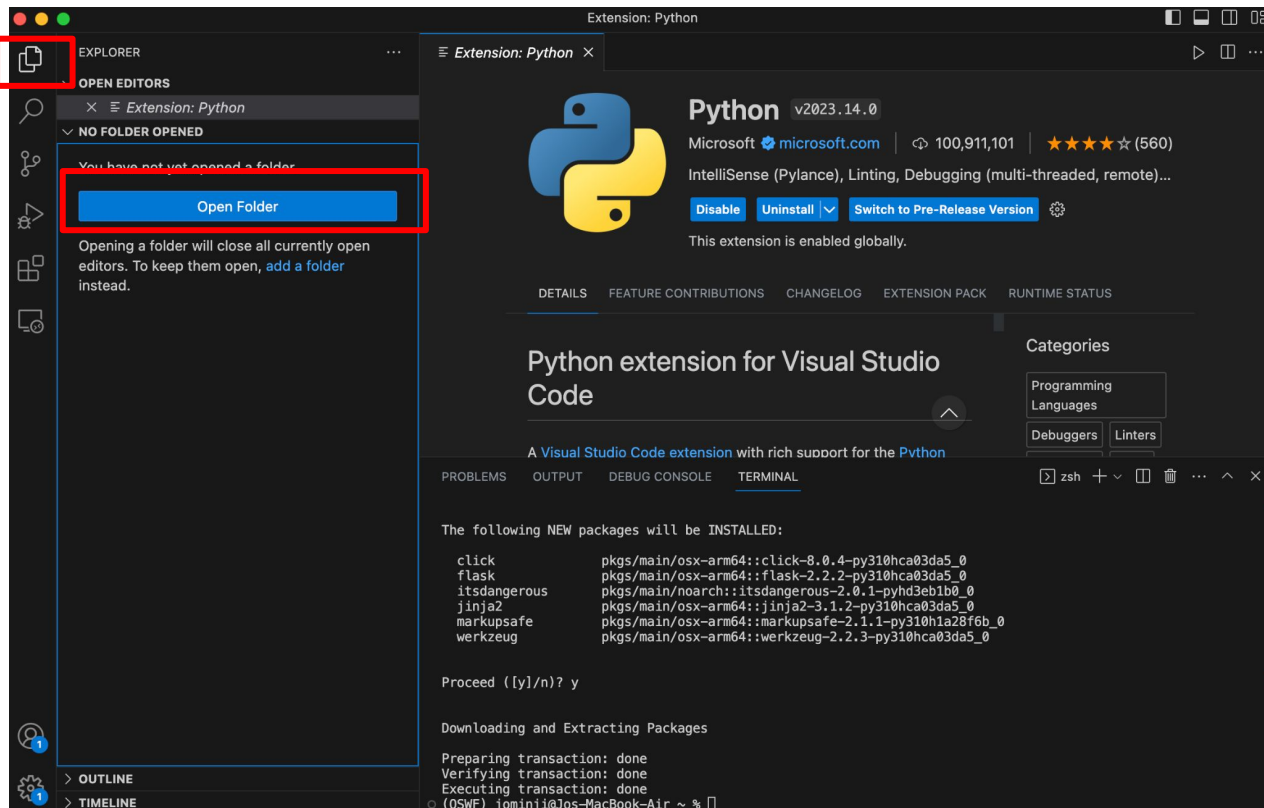 Extension: Python
EXPLORER
OPEN EDITORS
Extension: Python
NO FOLDER OPENED
You have not yet opened a folder.
Open Folder
Opening a folder will close all currently open
editors. To keep them open, add a folder
instead.
OUTLINE
TIMELINE
1
1
Extension: Python
Python v2023.14.0
Microsoft microsoft.com 100,911,101 (560)
IntelliSense (Pylance), Linting, Debugging (multi-threaded, remote)...
Disable Uninstall Switch to Pre-Release Version
This extension is enabled globally.
DETAILS FEATURE CONTRIBUTIONS CHANGELOG EXTENSION PACK RUNTIME STATUS
Python extension for Visual Studio
Code
A Visual Studio Code extension with rich support for the Python
Categories
Programming
Languages
Debuggers Linters
PROBLEMS OUTPUT DEBUG CONSOLE TERMINAL zsh
The following NEW packages will be INSTALLED:
click pkgs/main/osx-arm64::click-8.0.4-py310hca03da5_0
flask pkgs/main/osx-arm64::flask-2.2.2-py310hca03da5_0
itsdangerous pkgs/main/noarch::itsdangerous-2.0.1-pyhd3eb1b0_0
jinja2 pkgs/main/osx-arm64::jinja2-3.1.2-py310hca03da5_0
markupsafe pkgs/main/osx-arm64::markupsafe-2.1.1-py310h1a28f6b_0
werkzeug pkgs/main/osx-arm64::werkzeug-2.2.3-py310hca03da5_0
Proceed ([y]/n)? y
Downloading and Extracting Packages
Preparing transaction: done
Verifying transaction: done
Executing transaction: done
(OSWF) jominji@Jos-MacBook-Air ~ %